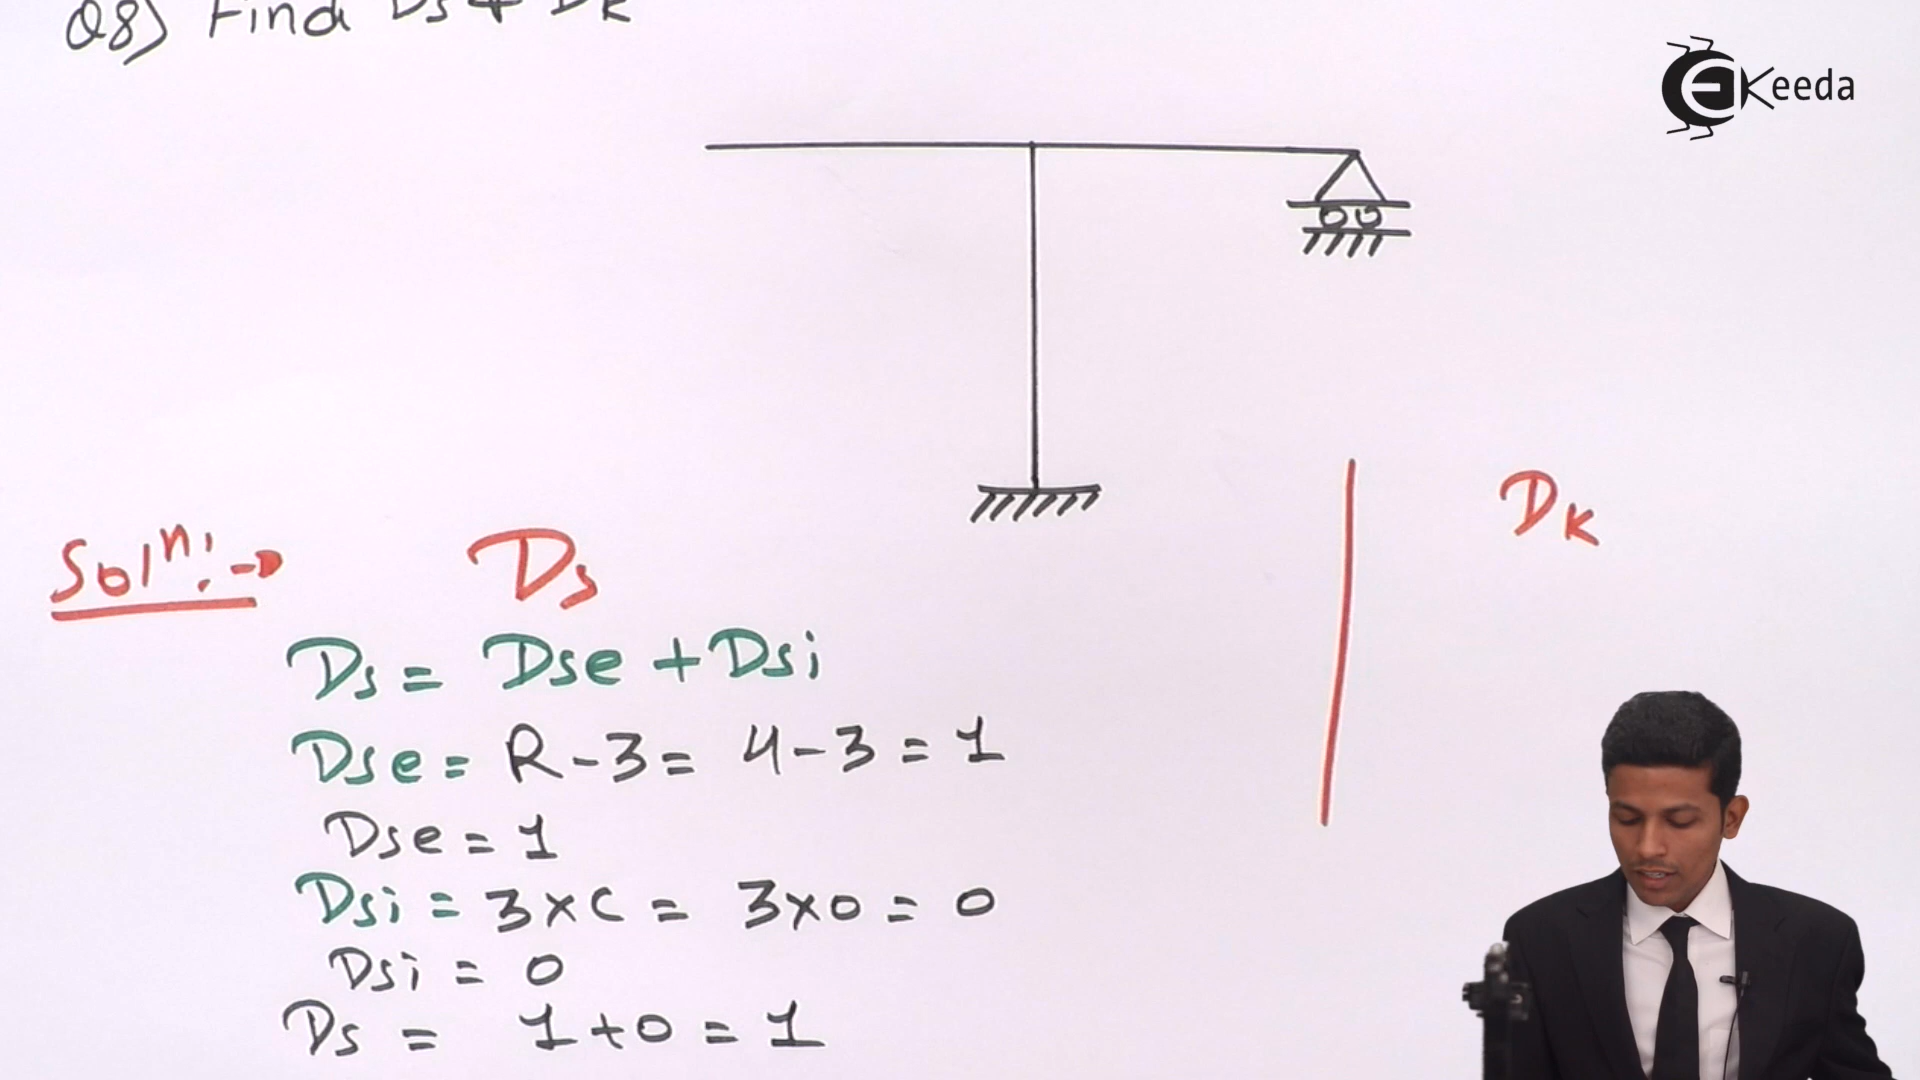 Q8) Find Ds + DK
EKeeda
Soln:→ Ds
DK
Ds = Dse + Dsi
Dse = R-3 = 4-3 = 1
Dse = 1
Dsi = 3×C = 3×0 = 0
Dsi = 0
Ds = 1+0 = 1